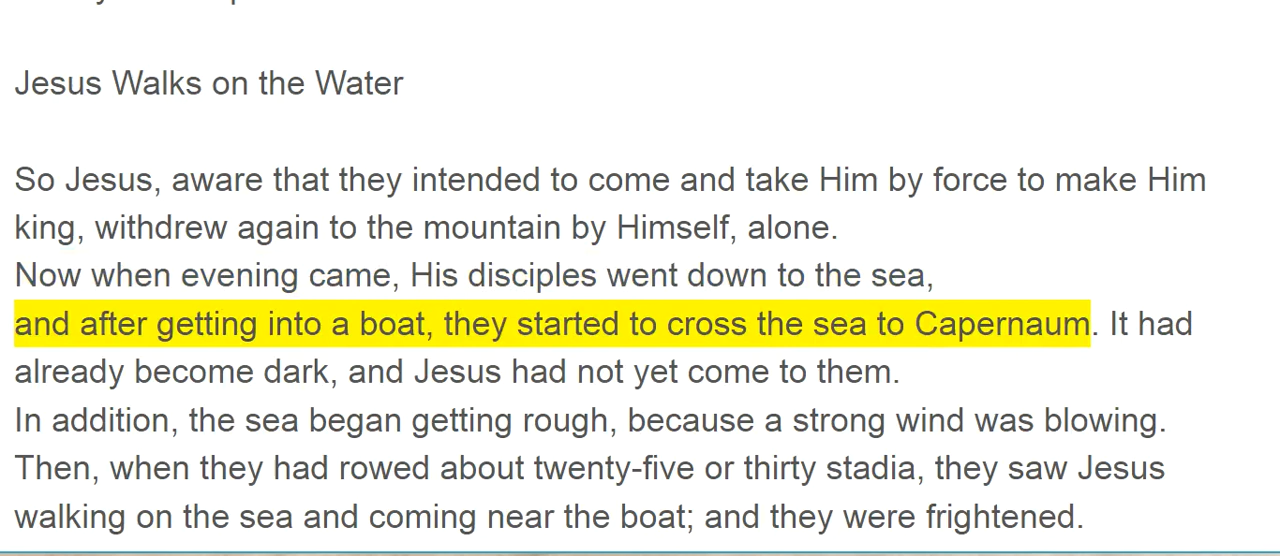 Jesus Walks on the Water
So Jesus, aware that they intended to come and take Him by force to make Him
king, withdrew again to the mountain by Himself, alone.
Now when evening came, His disciples went down to the sea,
and after getting into a boat, they started to cross the sea to Capernaum. It had
already become dark, and Jesus had not yet come to them.
In addition, the sea began getting rough, because a strong wind was blowing.
Then, when they had rowed about twenty-five or thirty stadia, they saw Jesus
walking on the sea and coming near the boat; and they were frightened.